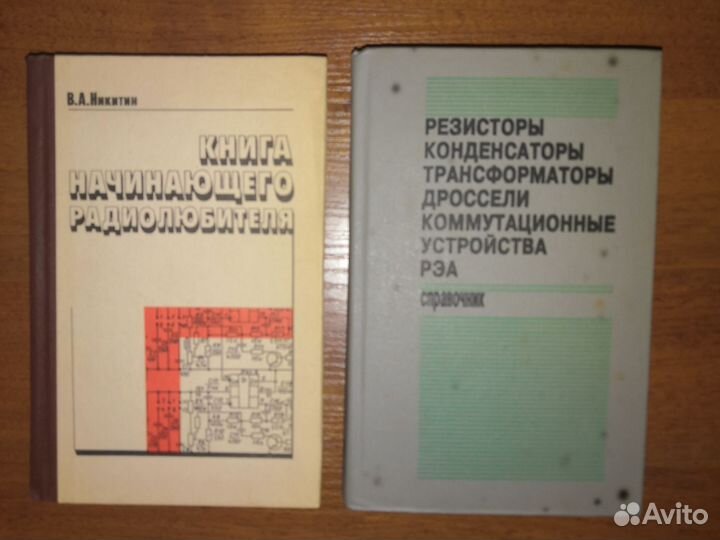 В.А.Никитин
КНИГА
НАЧИНАЮЩЕГО
РАДИОЛЮБИТЕЛЯ
РЕЗИСТОРЫ
КОНДЕНСАТОРЫ
ТРАНСФОРМАТОРЫ
ДРОССЕЛИ
КОММУТАЦИОННЫЕ
УСТРОЙСТВА
РЭА
справочник
Avito